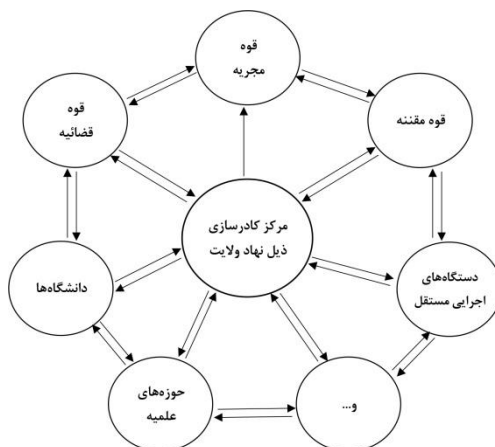 قوه
مجریه
قوه مقننه
قوه
قضائیه
مرکز کادرسازی
ذیل نهاد ولایت
دستگاه‌های
اجرایی مستقل
دانشگاه‌ها
حوزه‌های
علمیه
و...